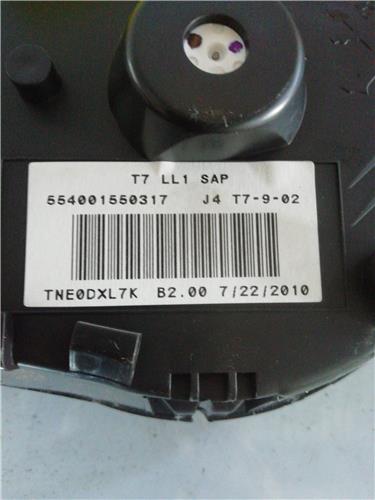 T7 LL1 SAP
554001550317 J4 T7-9-02
TNE0DXL7K B2.00 7/22/2010